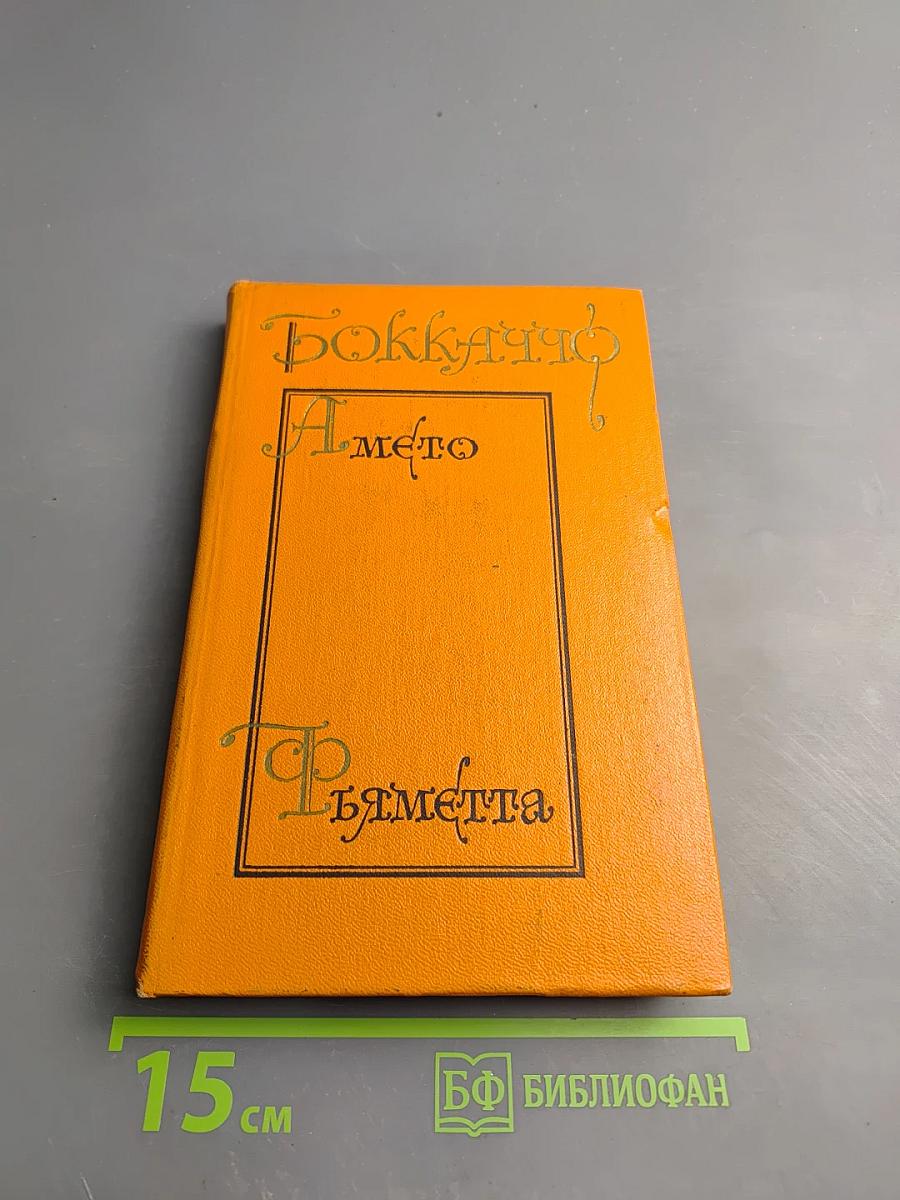 Боккаччо
Амето
Фьяметта
15 см
БФ БИБЛИОФАН